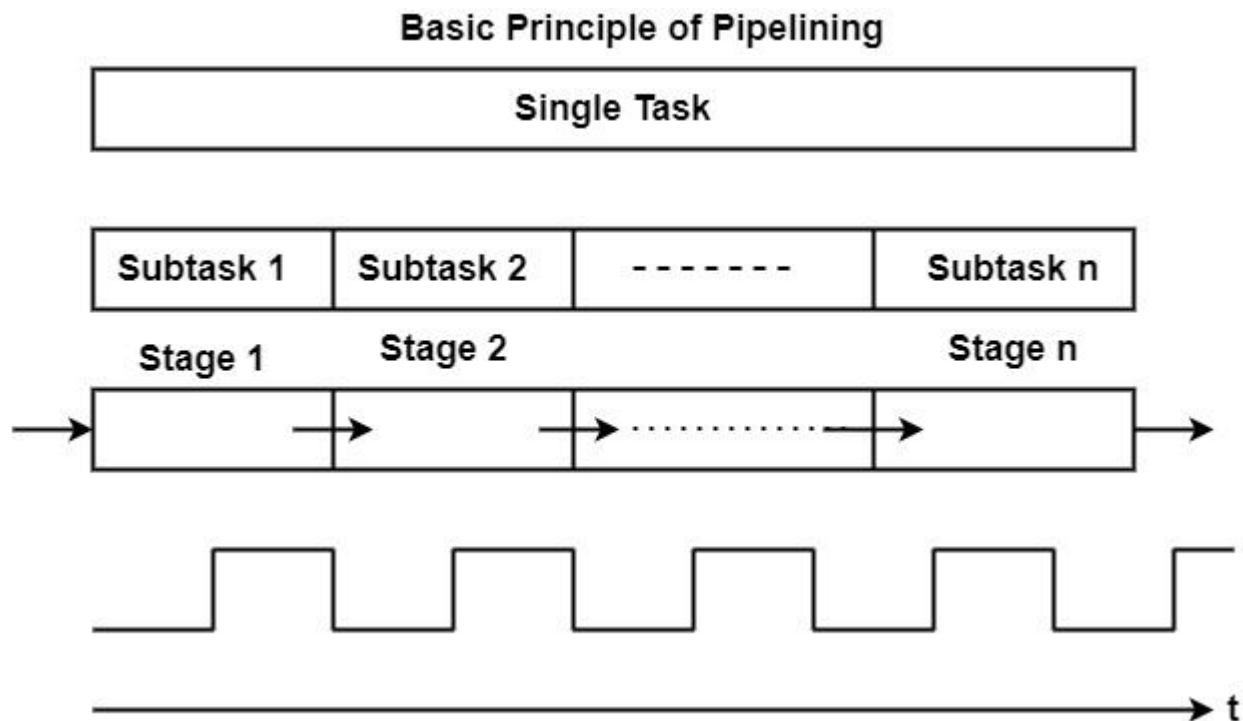 Basic Principle of Pipelining
Single Task
Subtask 1 Subtask 2 ------- Subtask n
Stage 1 Stage 2 Stage n
t